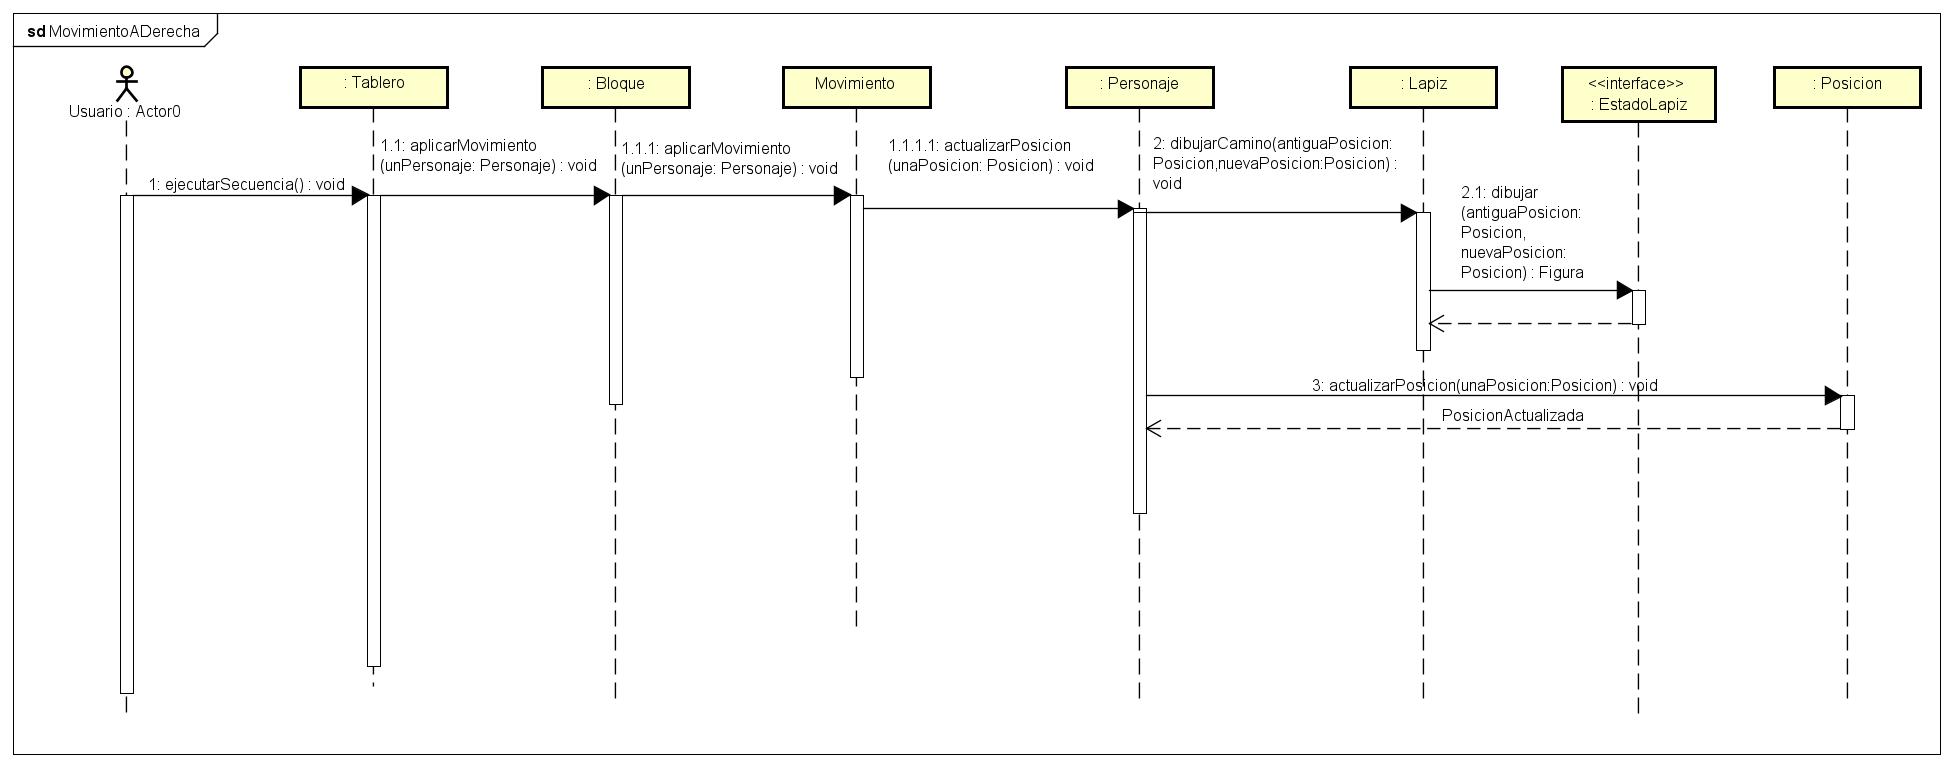 sd MovimientoADerecha
Usuario : Actor0
: Tablero
: Bloque
Movimiento
: Personaje
: Lapiz
<<interface>>
: EstadoLapiz
: Posicion
1: ejecutarSecuencia() : void
1.1: aplicarMovimiento
(unPersonaje: Personaje) : void
1.1.1: aplicarMovimiento
(unPersonaje: Personaje) : void
1.1.1.1: actualizarPosicion
(unaPosicion: Posicion) : void
2: dibujarCamino(antiguaPosicion:
Posicion,nuevaPosicion:Posicion) :
void
2.1: dibujar
(antiguaPosicion:
Posicion,
nuevaPosicion:
Posicion) : Figura
3: actualizarPosicion(unaPosicion:Posicion) : void
PosicionActualizada